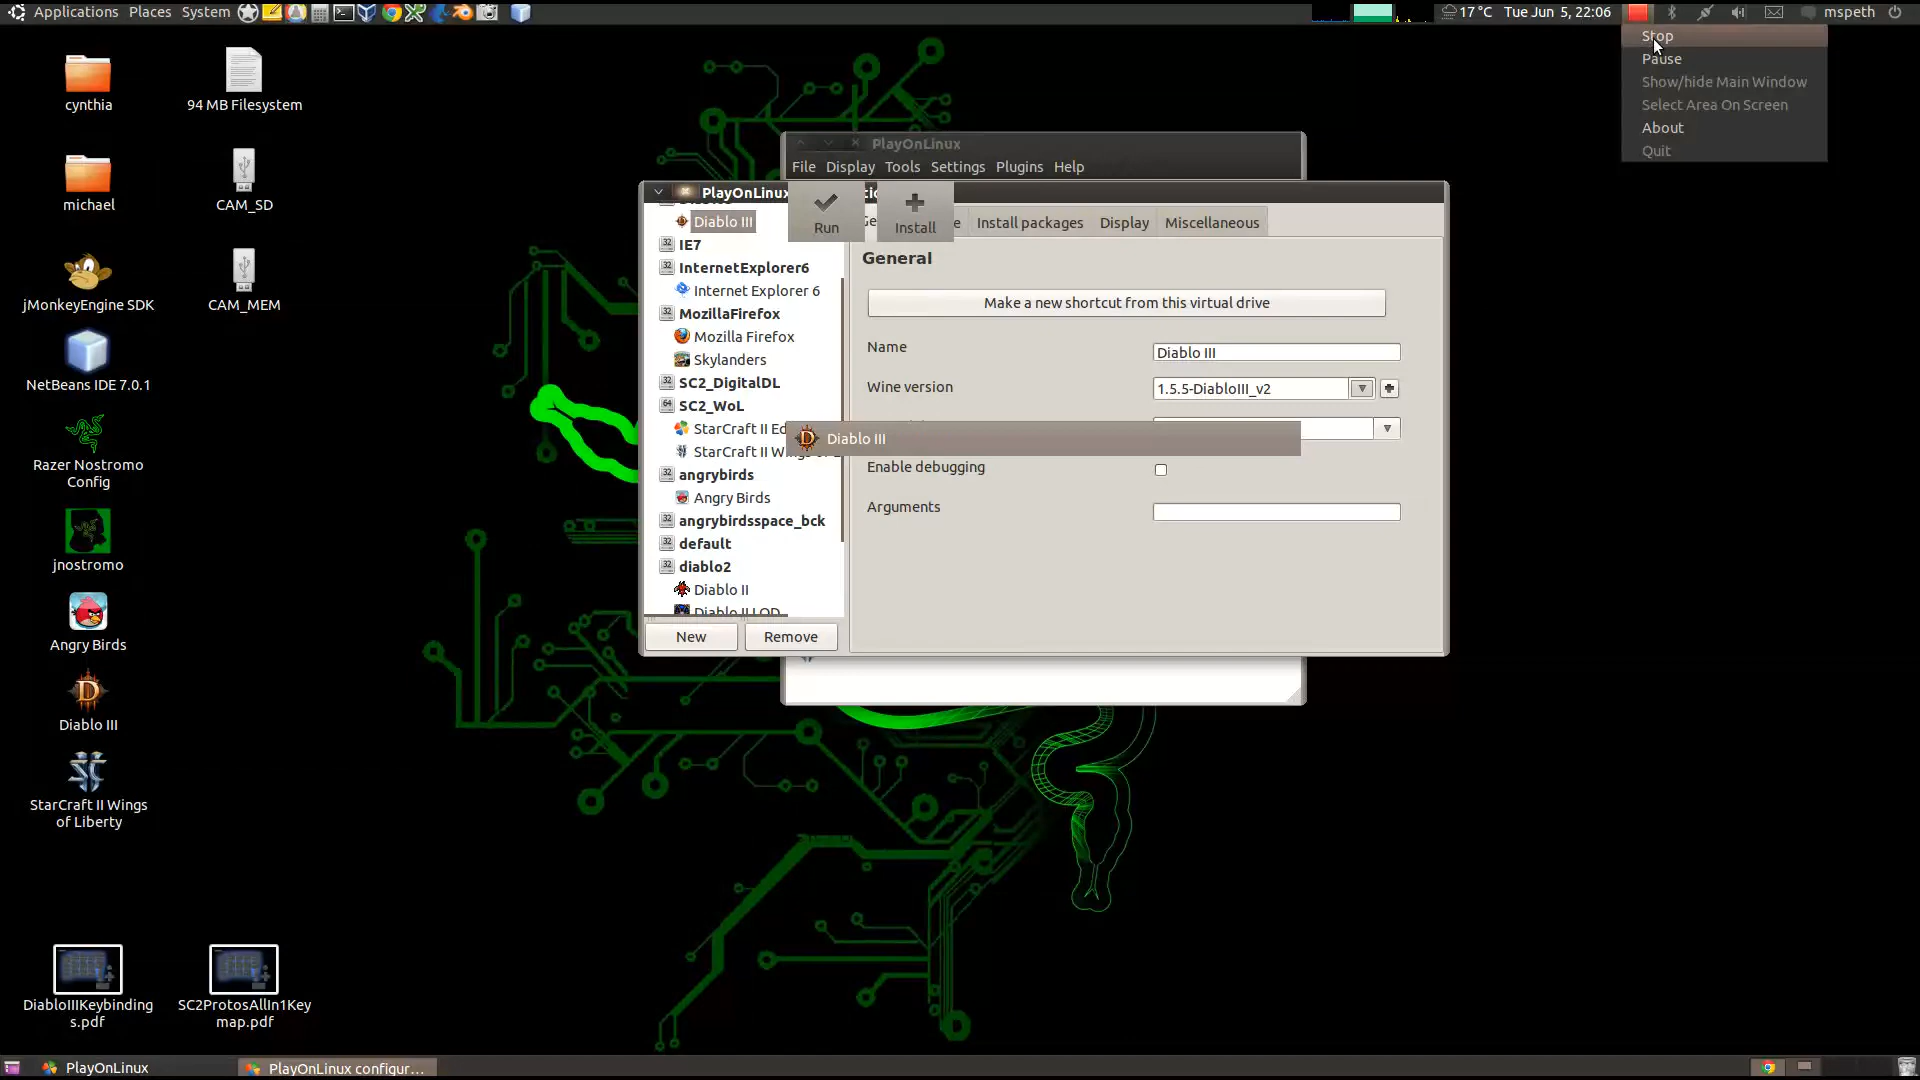 Applications Places System
17 °C Tue Jun 5, 22:06
mspeth
Stop
Pause
Show/hide Main Window
Select Area On Screen
About
Quit
cynthia
94 MB Filesystem
michael
CAM_SD
jMonkeyEngine SDK
CAM_MEM
NetBeans IDE 7.0.1
Razer Nostromo
Config
jnostromo
Angry Birds
Diablo III
StarCraft II Wings
of Liberty
DiabloIIIKeybinding
s.pdf
SC2ProtosAllIn1Key
map.pdf
PlayOnLinux
File Display Tools Settings Plugins Help
PlayOnLinux
Run
Install
Install packages
Display
Miscellaneous
Diablo III
IE7
InternetExplorer6
Internet Explorer 6
MozillaFirefox
Mozilla Firefox
Skylanders
SC2_DigitalDL
SC2_WoL
StarCraft II Ed
StarCraft II W
angrybirds
Angry Birds
angrybirdsspace_bck
default
diablo2
Diablo II
Diablo II LOD
New
Remove
General
Make a new shortcut from this virtual drive
Name
Diablo III
Wine version
1.5.5-DiabloIII_v2
Diablo III
Enable debugging
Arguments
PlayOnLinux
PlayOnLinux configur...